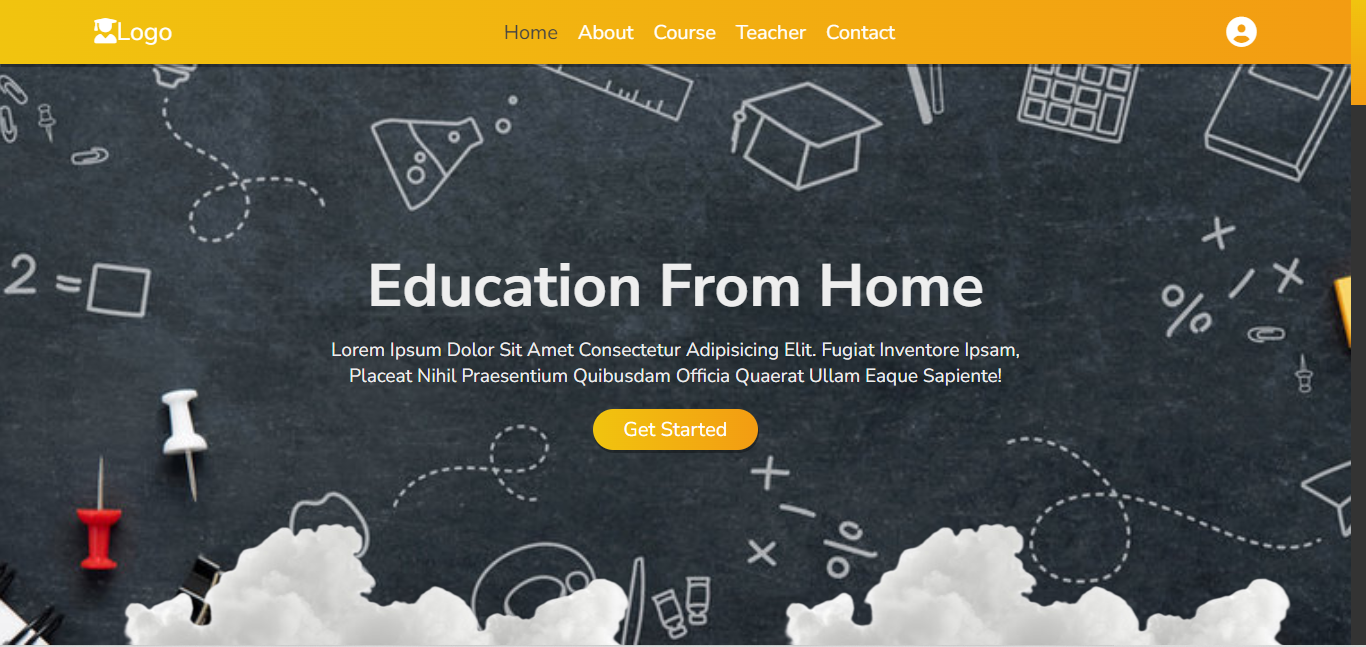 Logo
Home About Course Teacher Contact
2 =
%
Education From Home
Lorem Ipsum Dolor Sit Amet Consectetur Adipisicing Elit. Fugiat Inventore Ipsam,
Placeat Nihil Praesentium Quibusdam Officia Quaerat Ullam Eaque Sapiente!
Get Started
%